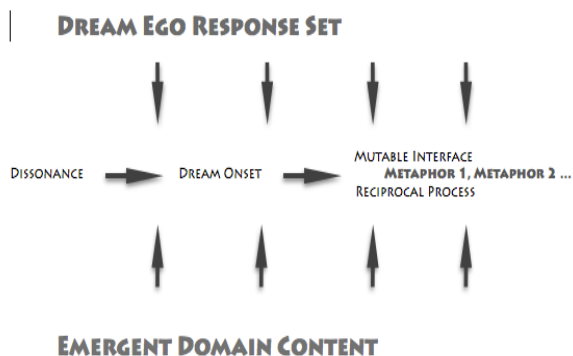 DREAM EGO RESPONSE SET
DISSONANCE
DREAM ONSET
MUTABLE INTERFACE
METAPHOR 1, METAPHOR 2 ...
RECIPROCAL PROCESS
EMERGENT DOMAIN CONTENT